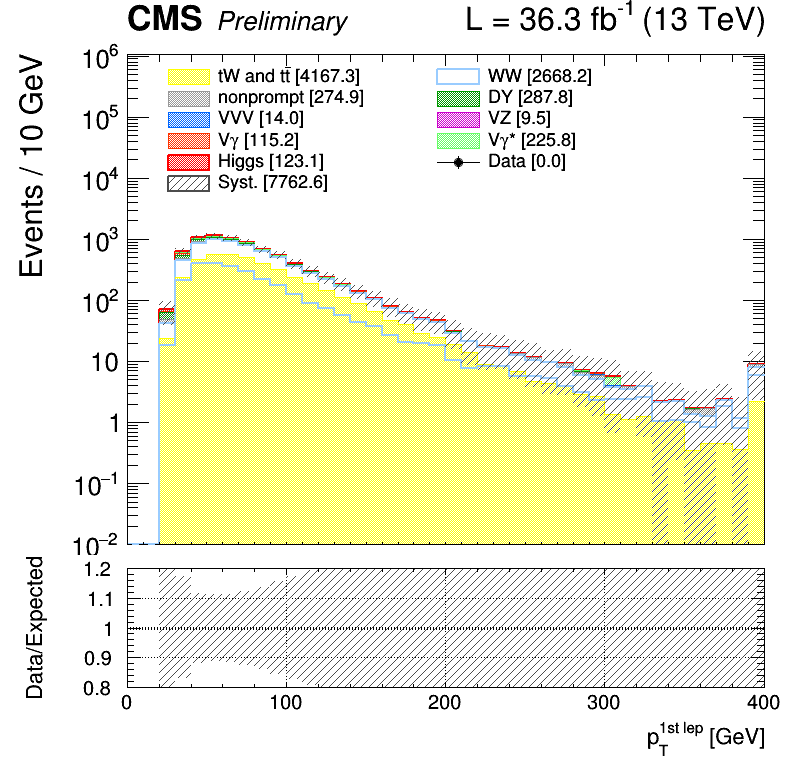 CMS Preliminary L = 36.3 fb⁻¹ (13 TeV)
Events / 10 GeV
10⁶
10⁵
10⁴
10³
10²
10
1
10⁻¹
10⁻²
tW and tt̄ [4167.3]
nonprompt [274.9]
VVV [14.0]
Vγ [115.2]
Higgs [123.1]
Syst. [7762.6]
WW [2668.2]
DY [287.8]
VZ [9.5]
Vγ* [225.8]
Data [0.0]
Data/Expected
1.2
1.1
1
0.9
0.8
0 100 200 300 400
p_T^{1st lep} [GeV]